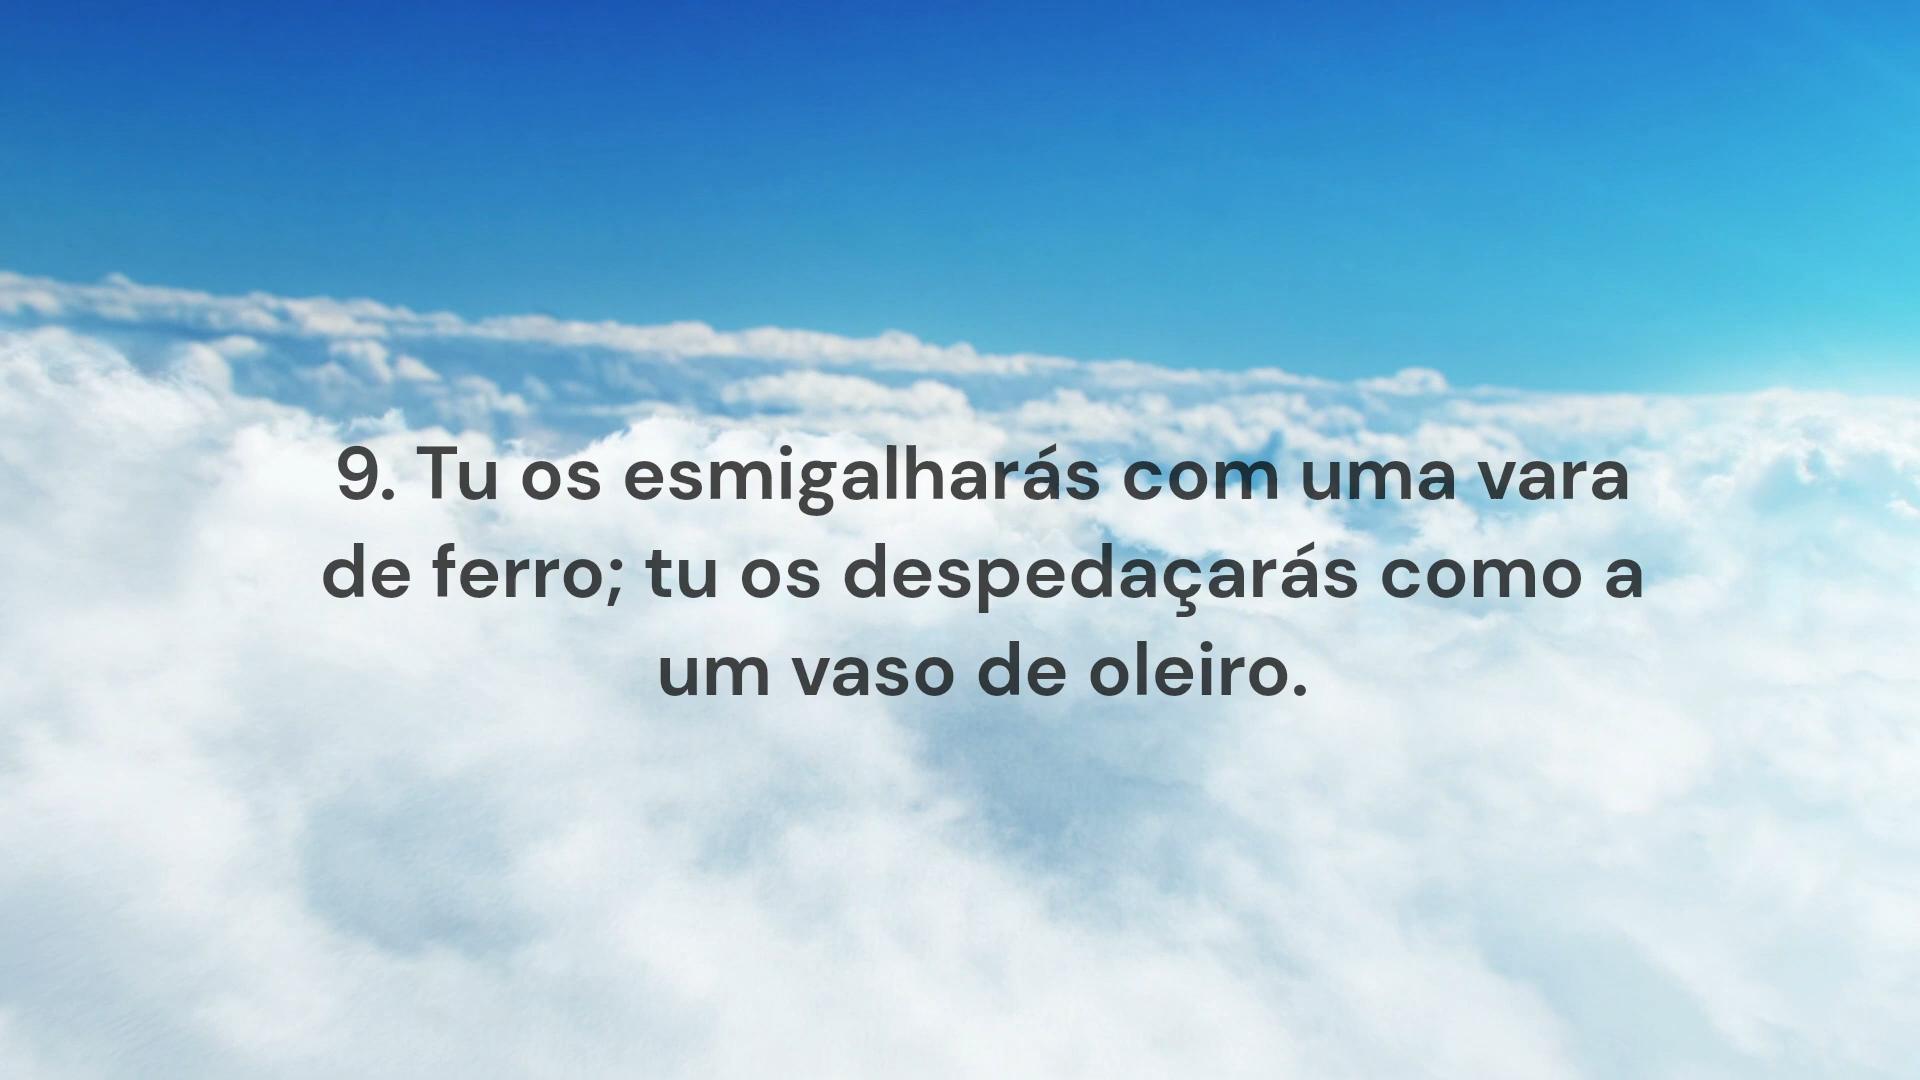 9. Tu os esmigalharás com uma vara
de ferro; tu os despedaçarás como a
um vaso de oleiro.